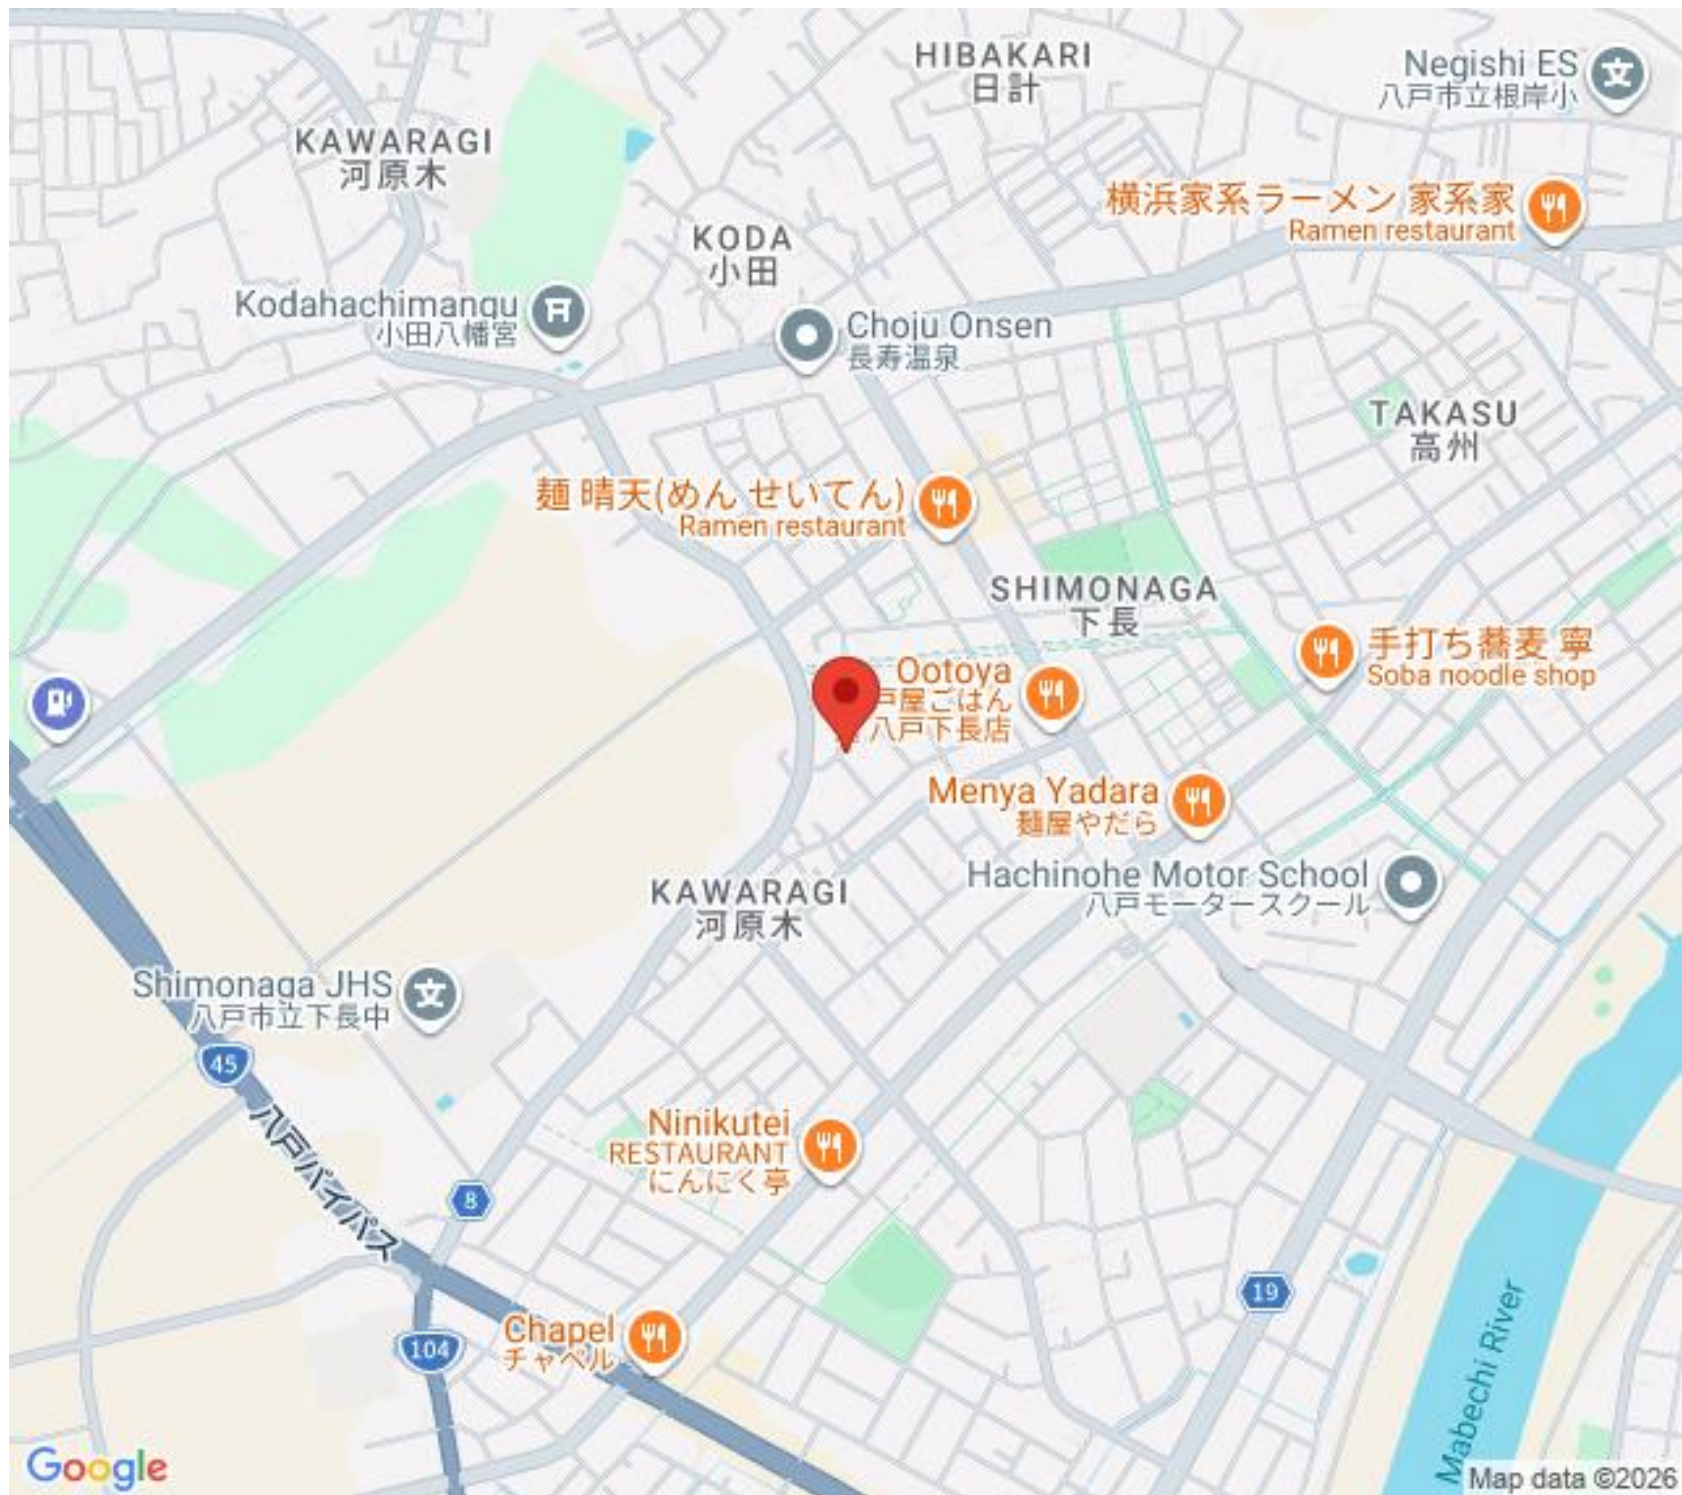 HIBAKARI
日計
Negishi ES
八戸市立根岸小
KAWARAGI
河原木
横浜家系ラーメン 家系家
Ramen restaurant
KODA
小田
Kodahachimangu
小田八幡宮
Choju Onsen
長寿温泉
TAKASU
高州
麺 晴天(めん せいてん)
Ramen restaurant
SHIMONAGA
下長
手打ち蕎麦 寧
Soba noodle shop
Ootoya
戸屋ごはん
八戸下長店
Menya Yadara
麺屋やだら
Hachinohe Motor School
八戸モータースクール
KAWARAGI
河原木
Shimonaga JHS
八戸市立下長中
45
八戸バイパス
Ninikutei
RESTAURANT
にんにく亭
8
19
Chapel
チャペル
104
Mabechi River
Google
Map data ©2026